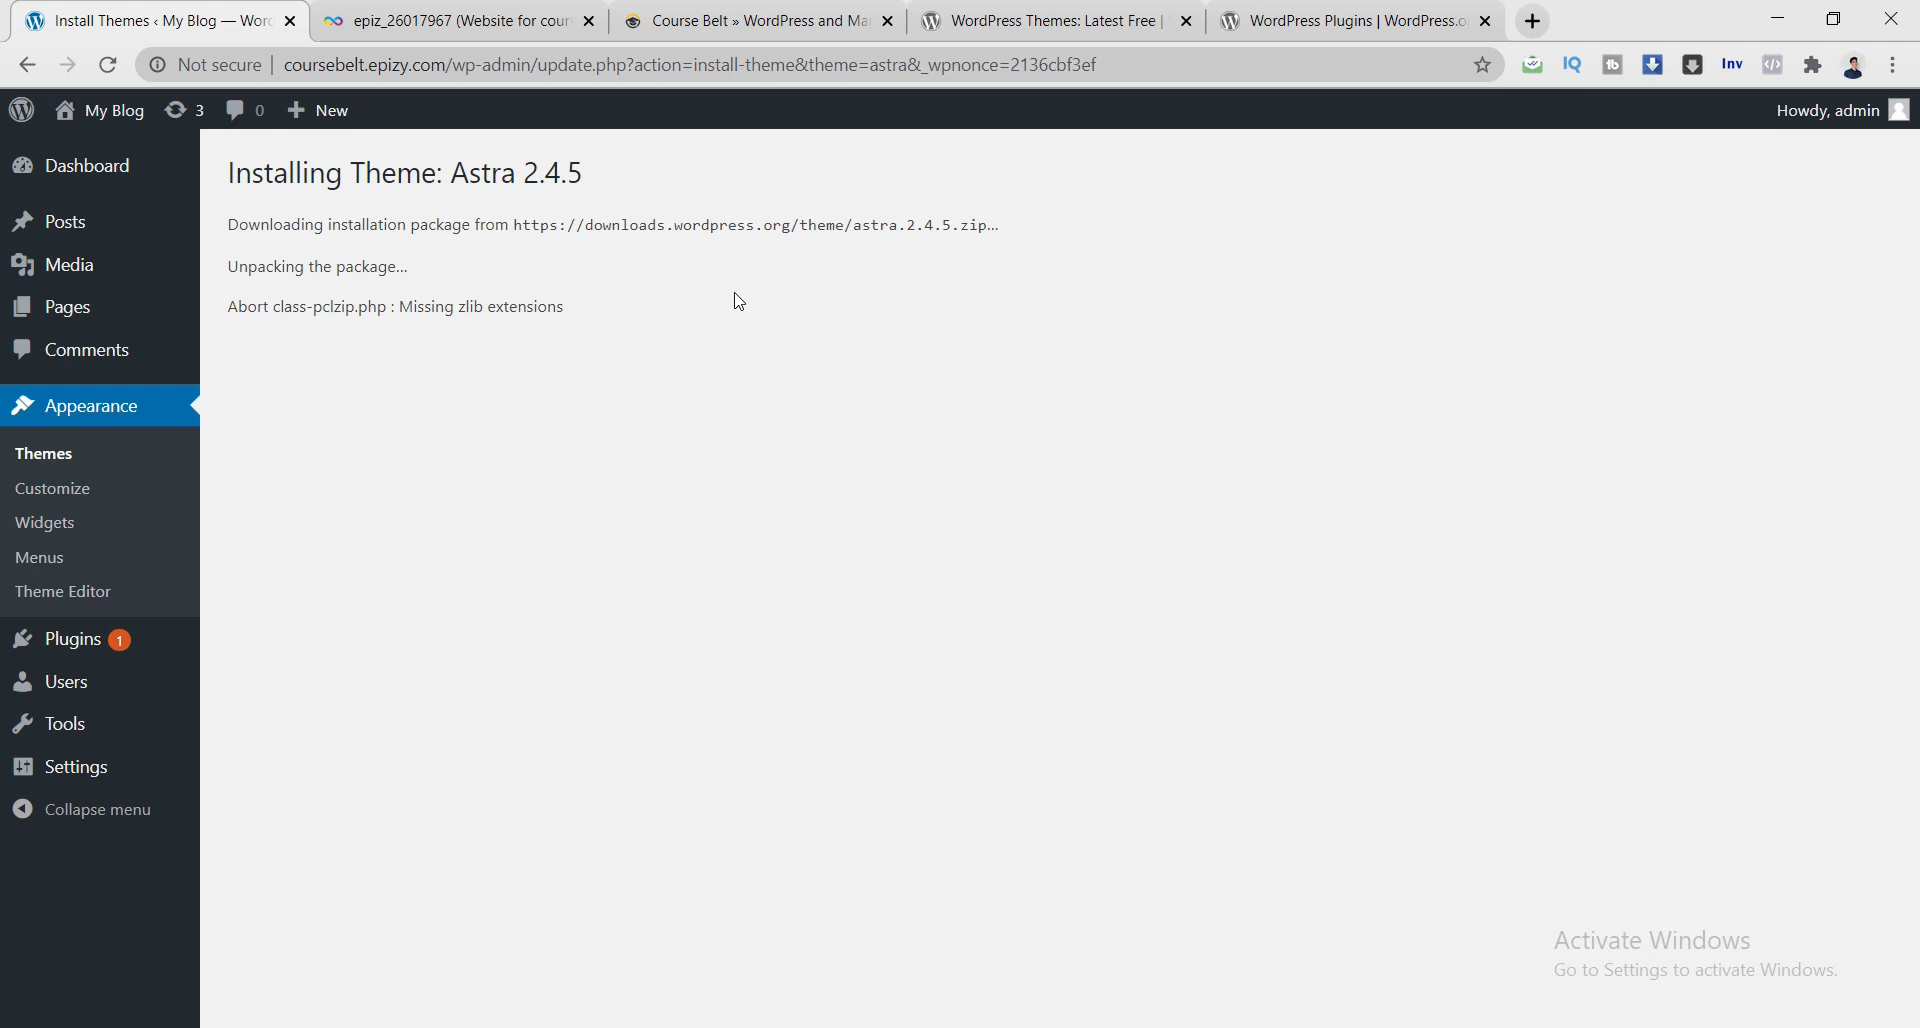 Install Themes ‹ My Blog — Word
epiz_26017967 (Website for cour
Course Belt » WordPress and Ma
WordPress Themes: Latest Free |
WordPress Plugins | WordPress.o
Not secure | coursebelt.epizy.com/wp-admin/update.php?action=install-theme&theme=astra&_wpnonce=2136cbf3ef
IQ
tb
Inv
My Blog 3 0 New
Howdy, admin
Dashboard
Posts
Media
Pages
Comments
Appearance
Themes
Customize
Widgets
Menus
Theme Editor
Plugins 1
Users
Tools
Settings
Collapse menu
Installing Theme: Astra 2.4.5
Downloading installation package from https://downloads.wordpress.org/theme/astra.2.4.5.zip…
Unpacking the package…
Abort class-pclzip.php : Missing zlib extensions
Activate Windows
Go to Settings to activate Windows.